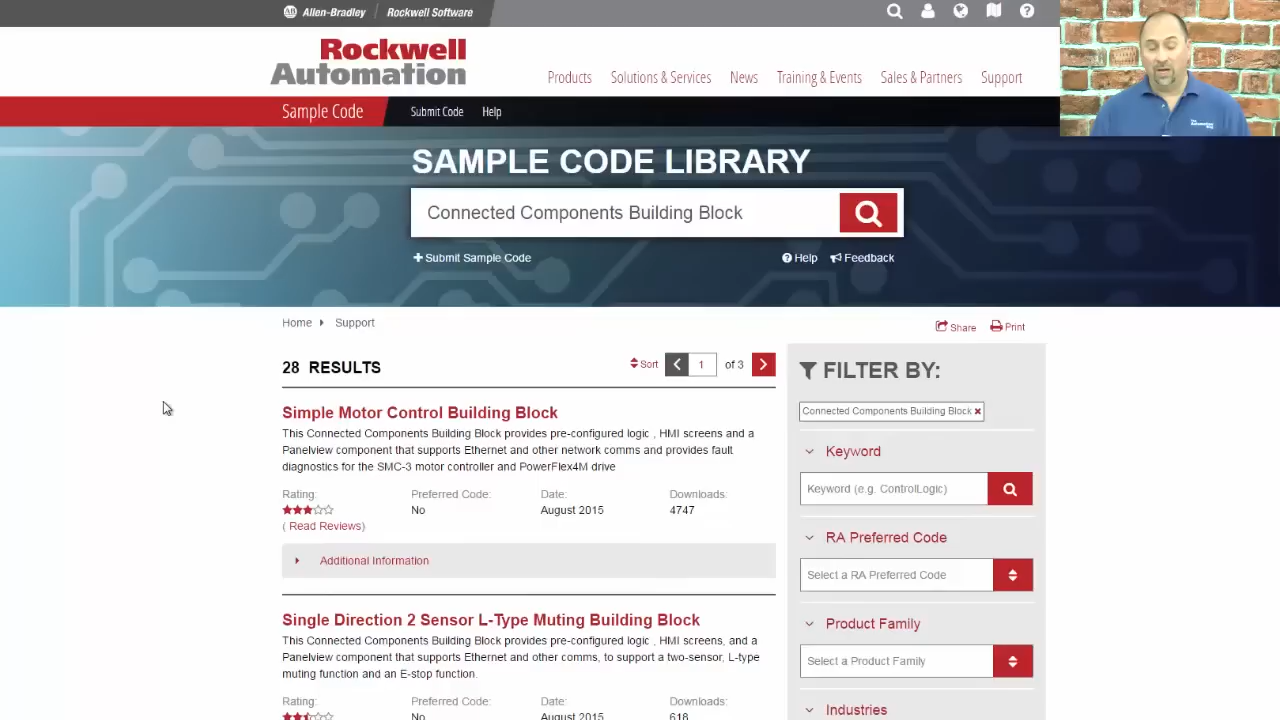 Allen-Bradley Rockwell Software
Rockwell
Automation
Products Solutions & Services News Training & Events Sales & Partners Support
Sample Code Submit Code Help
SAMPLE CODE LIBRARY
Connected Components Building Block
Submit Sample Code Help Feedback
Home Support Share Print
28 RESULTS Sort 1 of 3
Simple Motor Control Building Block
This Connected Components Building Block provides pre-configured logic , HMI screens and a
Panelview component that supports Ethernet and other network comms and provides fault
diagnostics for the SMC-3 motor controller and PowerFlex4M drive
Rating: Preferred Code: Date: Downloads:
No August 2015 4747
( Read Reviews)
Additional Information
Single Direction 2 Sensor L-Type Muting Building Block
This Connected Components Building Block provides pre-configured logic , HMI screens, and a
Panelview component that supports Ethernet and other comms, to support a two-sensor, L-type
muting function and an E-stop function.
Rating: Preferred Code: Date: Downloads:
No August 2015 618
FILTER BY:
Connected Components Building Block
Keyword
Keyword (e.g. ControlLogic)
RA Preferred Code
Select a RA Preferred Code
Product Family
Select a Product Family
Industries